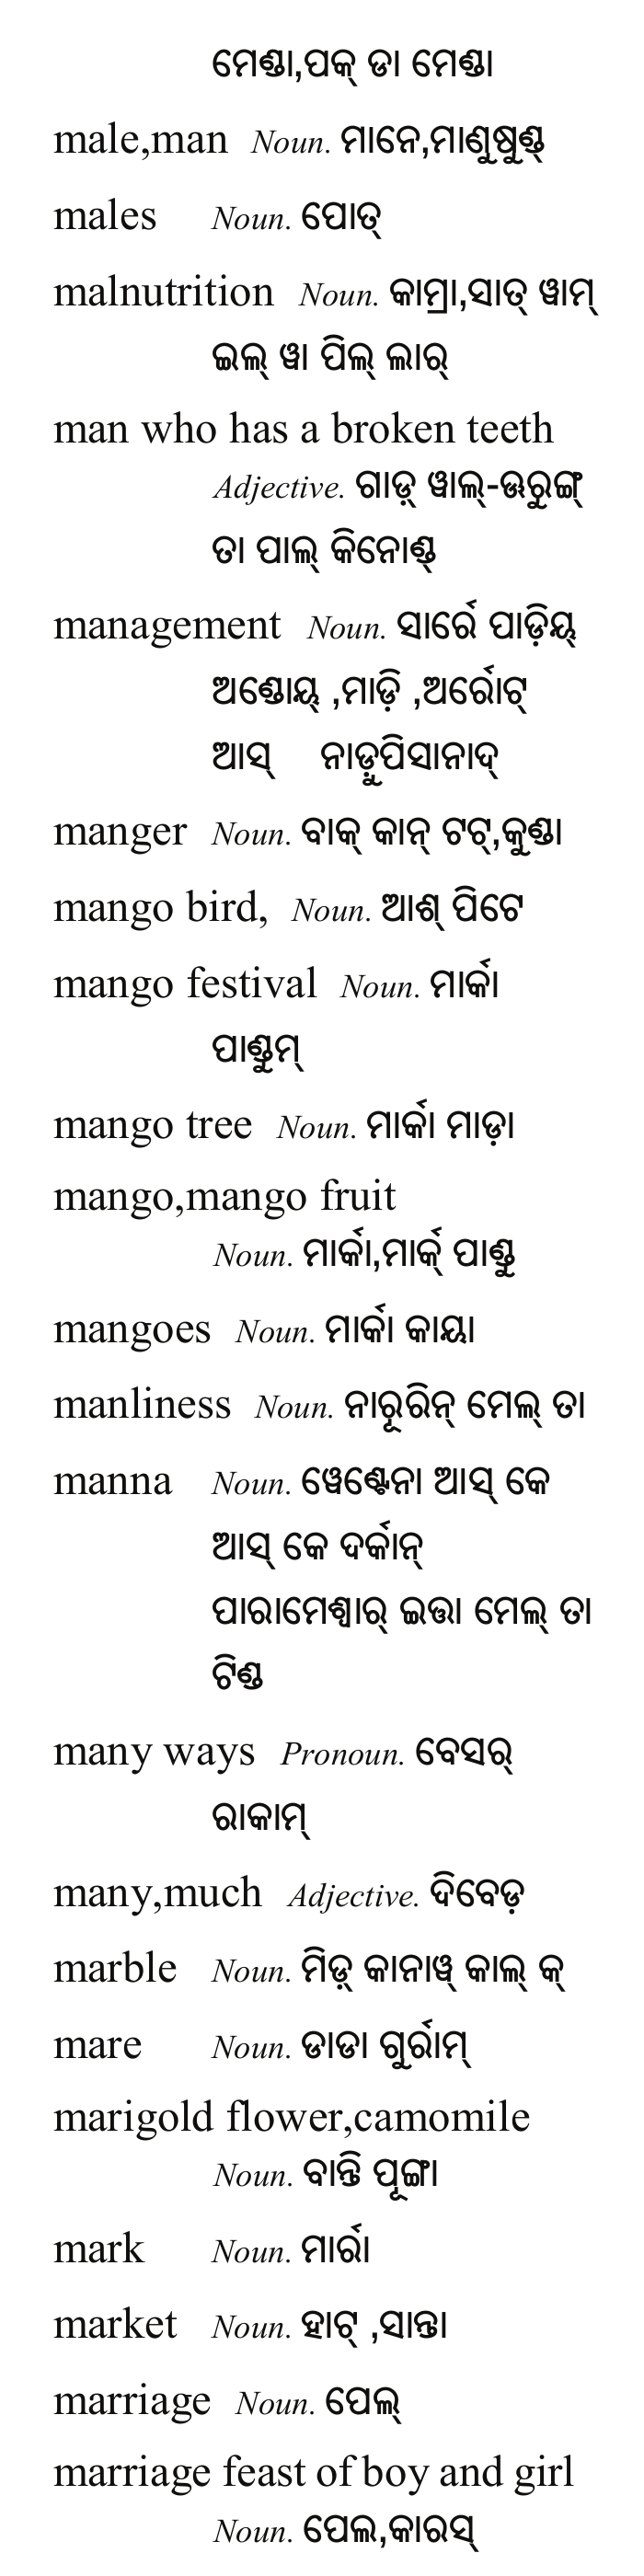 ମେଣ୍ଡା,ପକ୍ ଡା ମେଣ୍ଡା
male,man Noun. ମାନେ,ମାଣୁଷୁଣ୍ଡ୍
males Noun. ପୋତ୍
malnutrition Noun. କାମ୍ରା,ସାତ୍ ୱାମ୍
ଇଲ୍ ୱା ପିଲ୍ ଲାର୍
man who has a broken teeth
Adjective. ଗାଡ଼୍ ୱାଲ୍-ଊରୁଙ୍ଗ୍
ତା ପାଲ୍ କିନୋଣ୍ଡ୍
management Noun. ସାର୍ରେ ପାଡ଼ିୟ୍
ଅଣ୍ଡୋୟ୍ ,ମାଡ଼ି ,ଅର୍ରୋଟ୍
ଆସ୍ ନାଡ଼ୁପିସାନାଦ୍
manger Noun. ବାକ୍ କାନ୍ ଟଟ୍,କୁଣ୍ଡା
mango bird, Noun. ଆଶ୍ ପିଟେ
mango festival Noun. ମାର୍କା
ପାଣ୍ଡୁମ୍
mango tree Noun. ମାର୍କା ମାଡ଼ା
mango,mango fruit
Noun. ମାର୍କା,ମାର୍କ୍ ପାଣ୍ଡୁ
mangoes Noun. ମାର୍କା କାୟା
manliness Noun. ନାରୂରିନ୍ ମେଲ୍ ତା
manna Noun. ୱେଣ୍ଟେନା ଆସ୍ କେ
ଆସ୍ କେ ଦର୍କାନ୍
ପାରାମେଶ୍ୱାର୍ ଇତ୍ତା ମେଲ୍ ତା
ଟିଣ୍ଡ
many ways Pronoun. ବେସର୍
ରାକାମ୍
many,much Adjective. ଦିବେଡ଼
marble Noun. ମିଡ଼୍ କାନାୱ୍ କାଲ୍ କ୍
mare Noun. ଡାଡା ଗୁର୍ରାମ୍
marigold flower,camomile
Noun. ବାନ୍ତି ପୂଙ୍ଗା
mark Noun. ମାର୍ରା
market Noun. ହାଟ୍ ,ସାନ୍ତା
marriage Noun. ପେଲ୍
marriage feast of boy and girl
Noun. ପେଲ,କାରସ୍